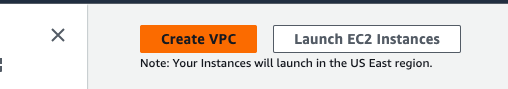 Create VPC
Launch EC2 Instances
Note: Your Instances will launch in the US East region.